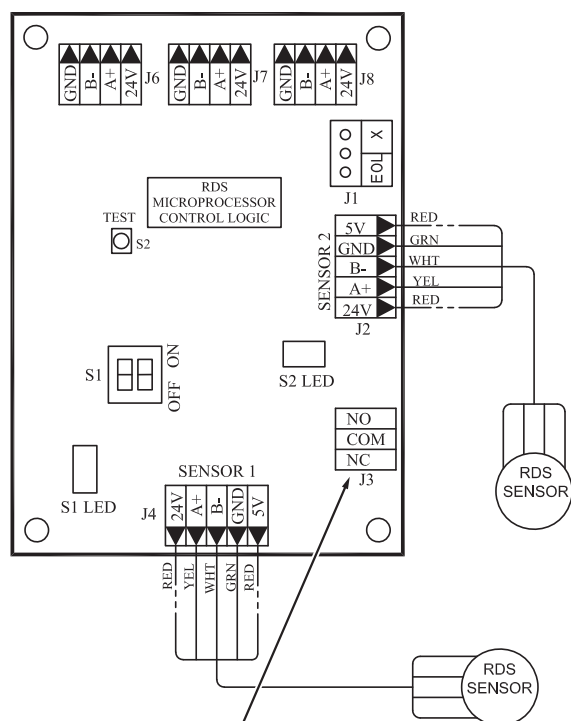 GND
B-
A+
24V
J6
GND
B-
A+
24V
J7
GND
B-
A+
24V
J8
X
EOL
J1
RDS
MICROPROCESSOR
CONTROL LOGIC
TEST
S2
SENSOR 2
5V
GND
B-
A+
24V
J2
RED
GRN
WHT
YEL
RED
S1
ON
OFF
S2 LED
S1 LED
NO
COM
NC
J3
RDS
SENSOR
SENSOR 1
J4
24V
A+
B-
GND
5V
RED
YEL
WHT
GRN
RED
RDS
SENSOR